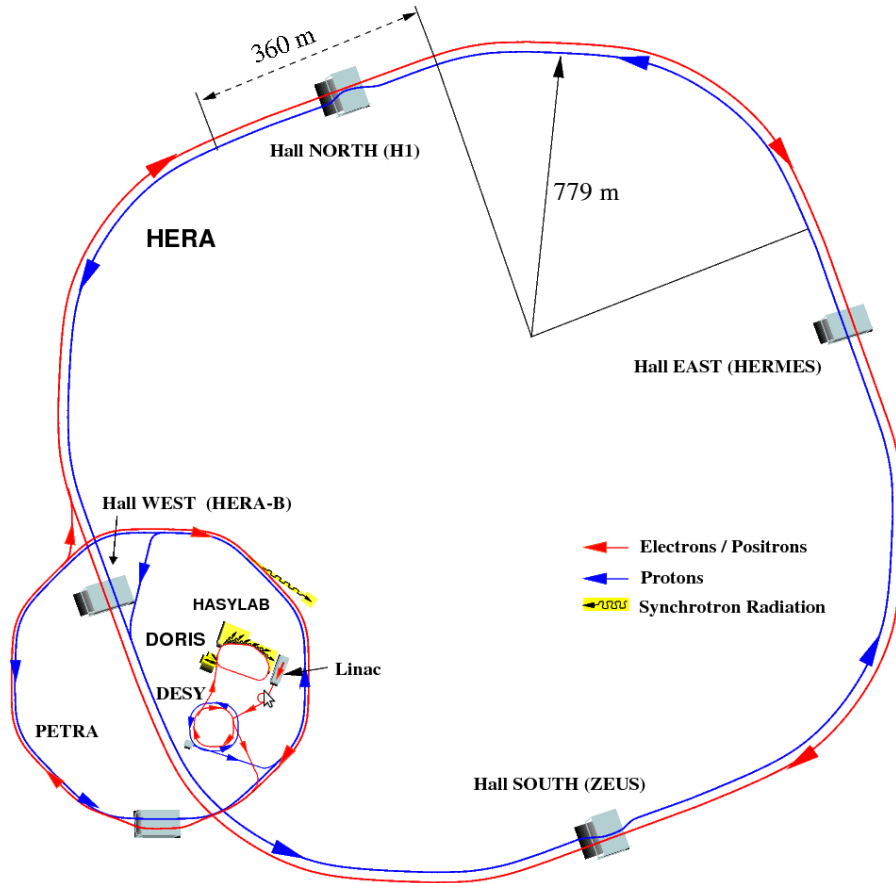 360 m
Hall NORTH (H1)
779 m
HERA
Hall EAST (HERMES)
Hall WEST (HERA-B)
Electrons / Positrons
Protons
Synchrotron Radiation
HASYLAB
DORIS
Linac
DESY
PETRA
Hall SOUTH (ZEUS)